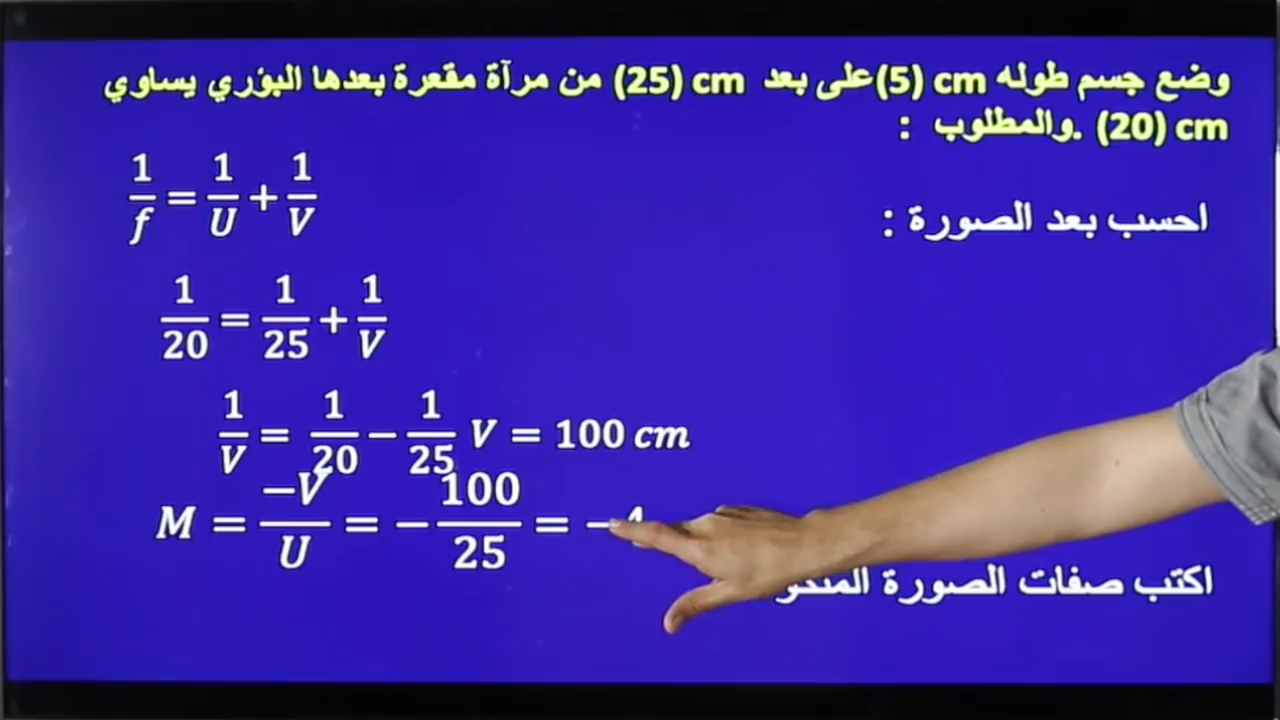 وضع جسم طوله cm (5)على بعد cm (25) من مرآة مقعرة بعدها البؤري يساوي
cm (20) .والمطلوب :
احسب بعد الصورة :
1/f = 1/U + 1/V
1/20 = 1/25 + 1/V
1/V = 1/20 − 1/25 V = 100 cm
M = −V/U = − 100/25 = −4
اكتب صفات الصورة